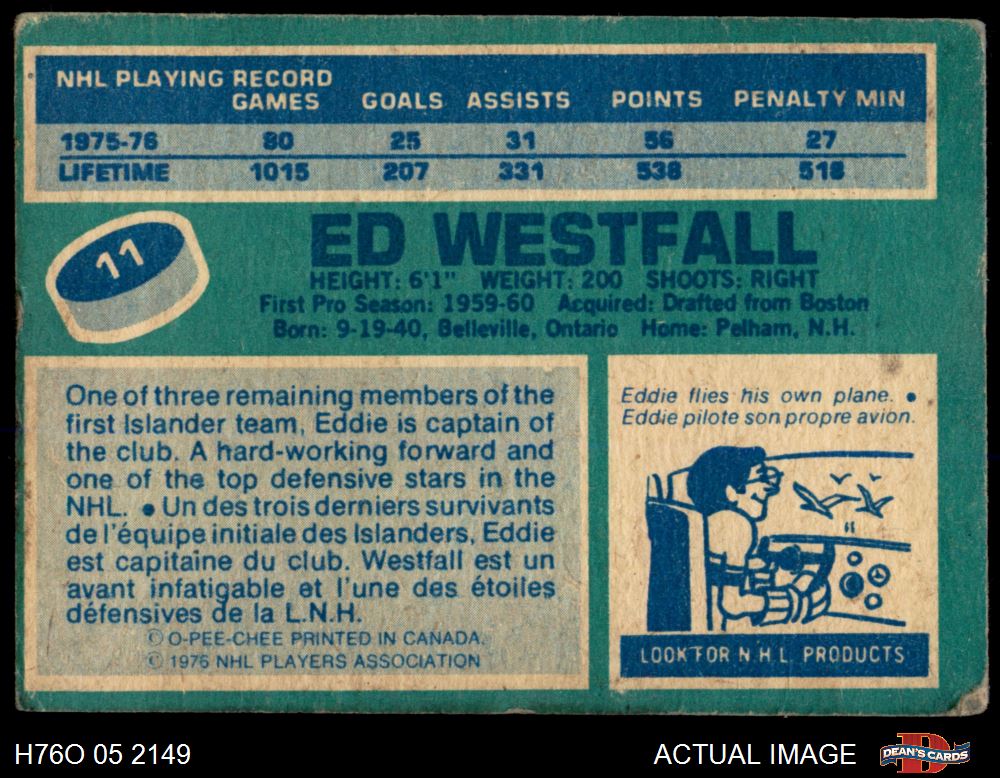 NHL PLAYING RECORD
GAMES GOALS ASSISTS POINTS PENALTY MIN
1975-76 80 25 31 56 27
LIFETIME 1015 207 331 538 518
11
ED WESTFALL
HEIGHT: 6'1" WEIGHT: 200 SHOOTS: RIGHT
First Pro Season: 1959-60 Acquired: Drafted from Boston
Born: 9-19-40, Belleville, Ontario Home: Pelham, N.H.
One of three remaining members of the
first Islander team, Eddie is captain of
the club. A hard-working forward and
one of the top defensive stars in the
NHL. • Un des trois derniers survivants
de l'équipe initiale des Islanders, Eddie
est capitaine du club. Westfall est un
avant infatigable et l'une des étoiles
défensives de la L.N.H.
© O-PEE-CHEE PRINTED IN CANADA.
© 1976 NHL PLAYERS ASSOCIATION
Eddie flies his own plane. •
Eddie pilote son propre avion.
LOOK FOR N.H.L. PRODUCTS
H76O 05 2149
ACTUAL IMAGE
DEAN'S CARDS